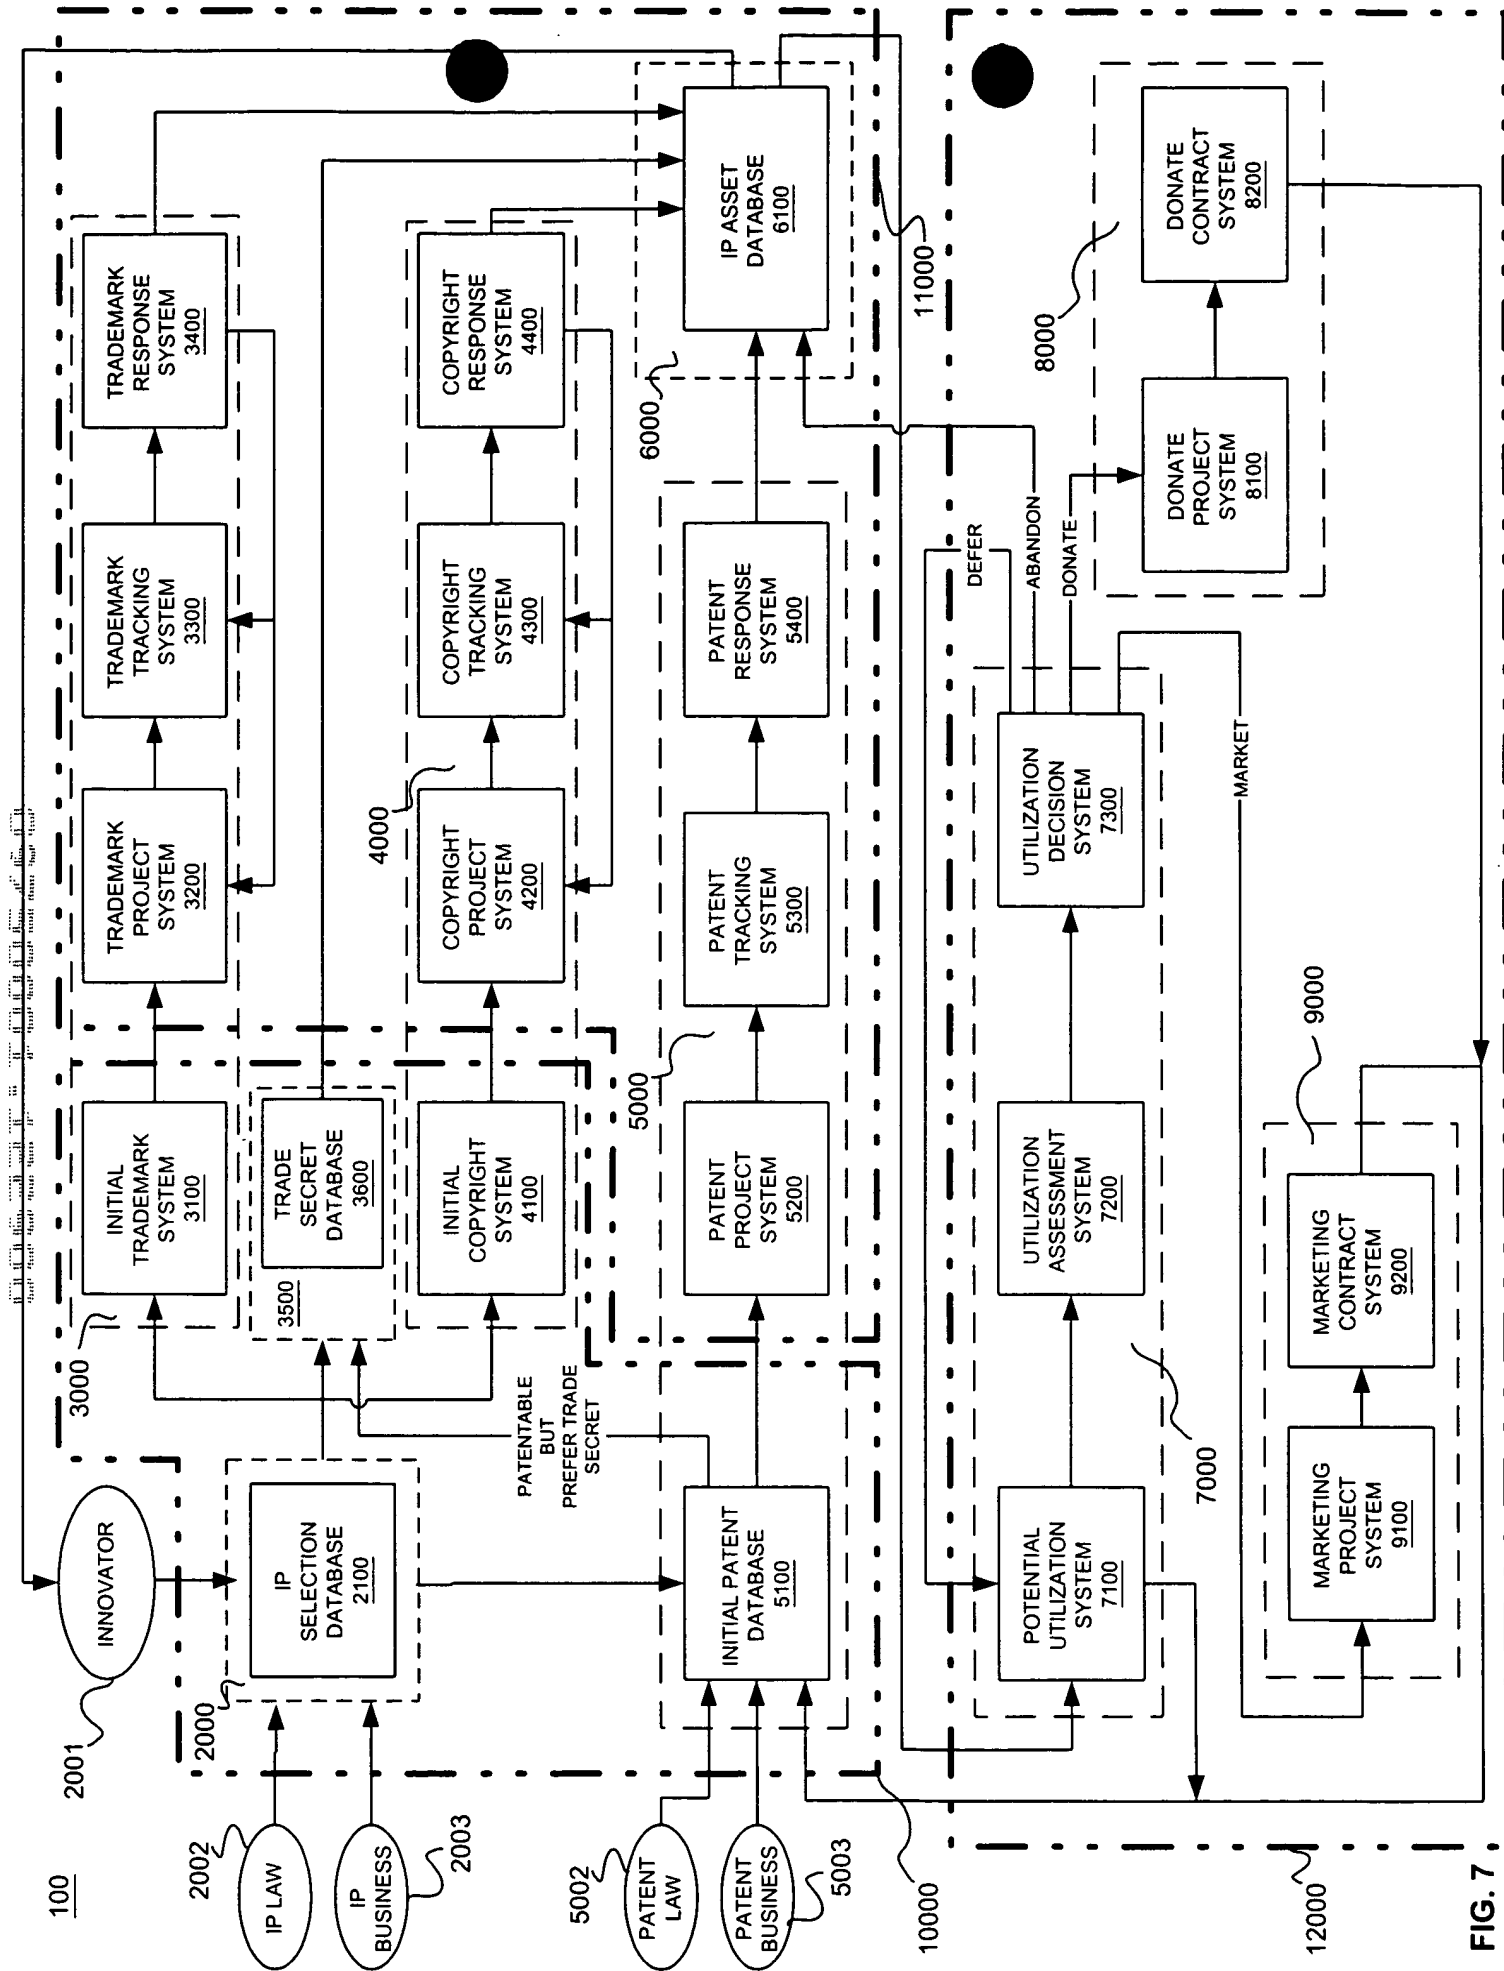 100
INNOVATOR
2001
IP LAW
2002
IP
BUSINESS
2003
2000
IP
SELECTION
DATABASE
2100
3000
INITIAL
TRADEMARK
SYSTEM
3100
TRADEMARK
PROJECT
SYSTEM
3200
TRADEMARK
TRACKING
SYSTEM
3300
TRADEMARK
RESPONSE
SYSTEM
3400
3500
TRADE
SECRET
DATABASE
3600
INITIAL
COPYRIGHT
SYSTEM
4100
4000
COPYRIGHT
PROJECT
SYSTEM
4200
COPYRIGHT
TRACKING
SYSTEM
4300
COPYRIGHT
RESPONSE
SYSTEM
4400
PATENTABLE
BUT
PREFER TRADE
SECRET
5002
PATENT
LAW
PATENT
BUSINESS
5003
INITIAL PATENT
DATABASE
5100
5000
PATENT
PROJECT
SYSTEM
5200
PATENT
TRACKING
SYSTEM
5300
PATENT
RESPONSE
SYSTEM
5400
6000
IP ASSET
DATABASE
6100
10000
11000
POTENTIAL
UTILIZATION
SYSTEM
7100
UTILIZATION
ASSESSMENT
SYSTEM
7200
UTILIZATION
DECISION
SYSTEM
7300
7000
DEFER
ABANDON
DONATE
MARKET
8000
DONATE
PROJECT
SYSTEM
8100
DONATE
CONTRACT
SYSTEM
8200
9000
MARKETING
PROJECT
SYSTEM
9100
MARKETING
CONTRACT
SYSTEM
9200
12000
FIG. 7